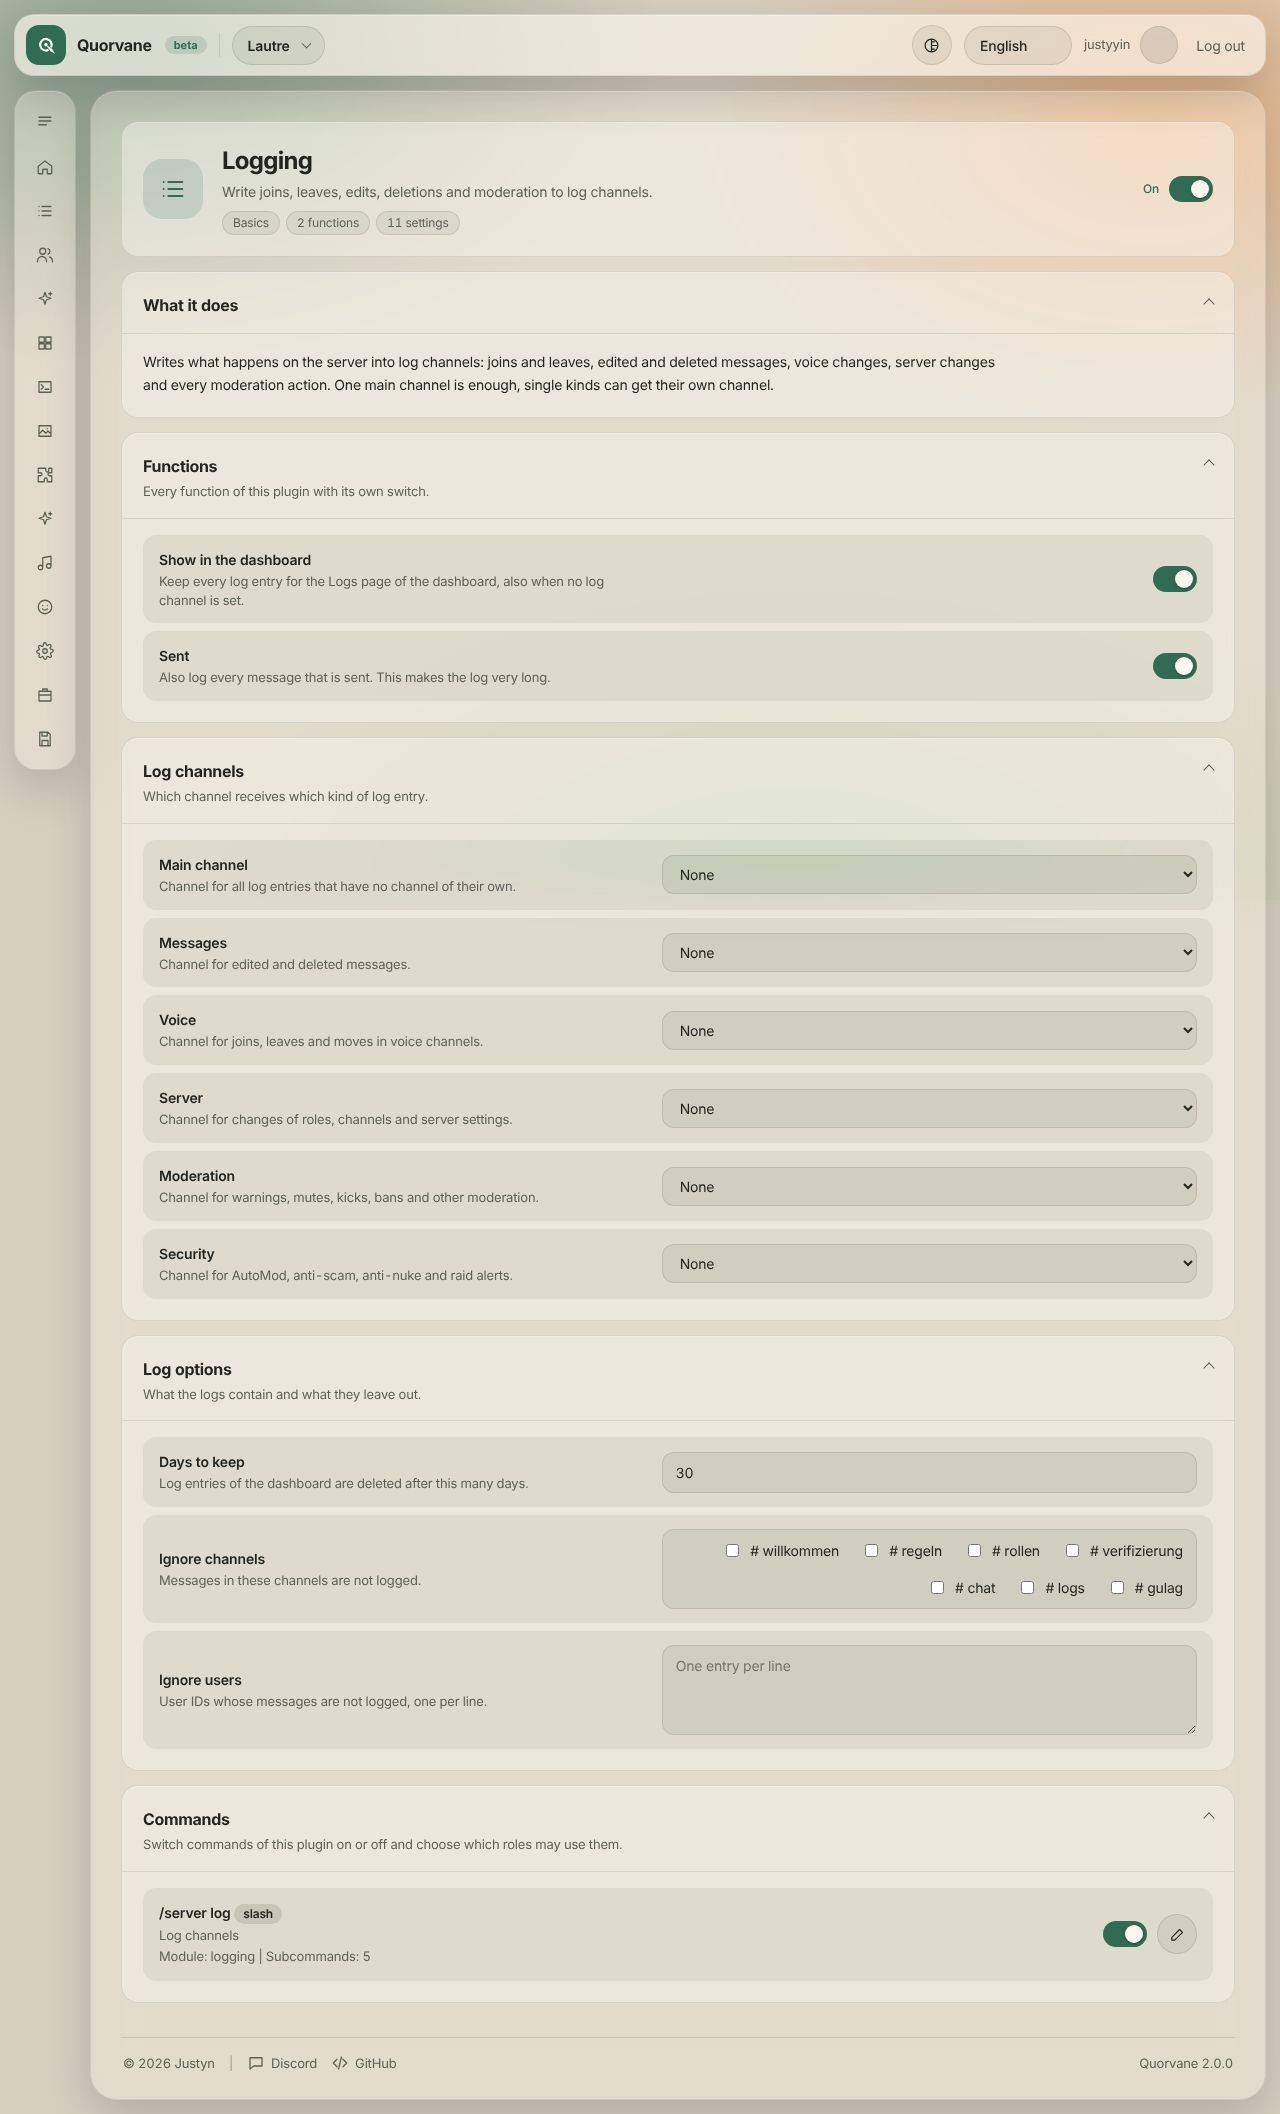 Quorvane beta Lautre English justyyin Log out
Logging
Write joins, leaves, edits, deletions and moderation to log channels.
On
Basics 2 functions 11 settings
What it does
Writes what happens on the server into log channels: joins and leaves, edited and deleted messages, voice changes, server changes
and every moderation action. One main channel is enough, single kinds can get their own channel.
Functions
Every function of this plugin with its own switch.
Show in the dashboard
Keep every log entry for the Logs page of the dashboard, also when no log
channel is set.
Sent
Also log every message that is sent. This makes the log very long.
Log channels
Which channel receives which kind of log entry.
Main channel
Channel for all log entries that have no channel of their own.
None
Messages
Channel for edited and deleted messages.
None
Voice
Channel for joins, leaves and moves in voice channels.
None
Server
Channel for changes of roles, channels and server settings.
None
Moderation
Channel for warnings, mutes, kicks, bans and other moderation.
None
Security
Channel for AutoMod, anti-scam, anti-nuke and raid alerts.
None
Log options
What the logs contain and what they leave out.
Days to keep
Log entries of the dashboard are deleted after this many days.
30
Ignore channels
Messages in these channels are not logged.
# willkommen # regeln # rollen # verifizierung
# chat # logs # gulag
Ignore users
User IDs whose messages are not logged, one per line.
One entry per line
Commands
Switch commands of this plugin on or off and choose which roles may use them.
/server log slash
Log channels
Module: logging | Subcommands: 5
© 2026 Justyn | Discord GitHub Quorvane 2.0.0